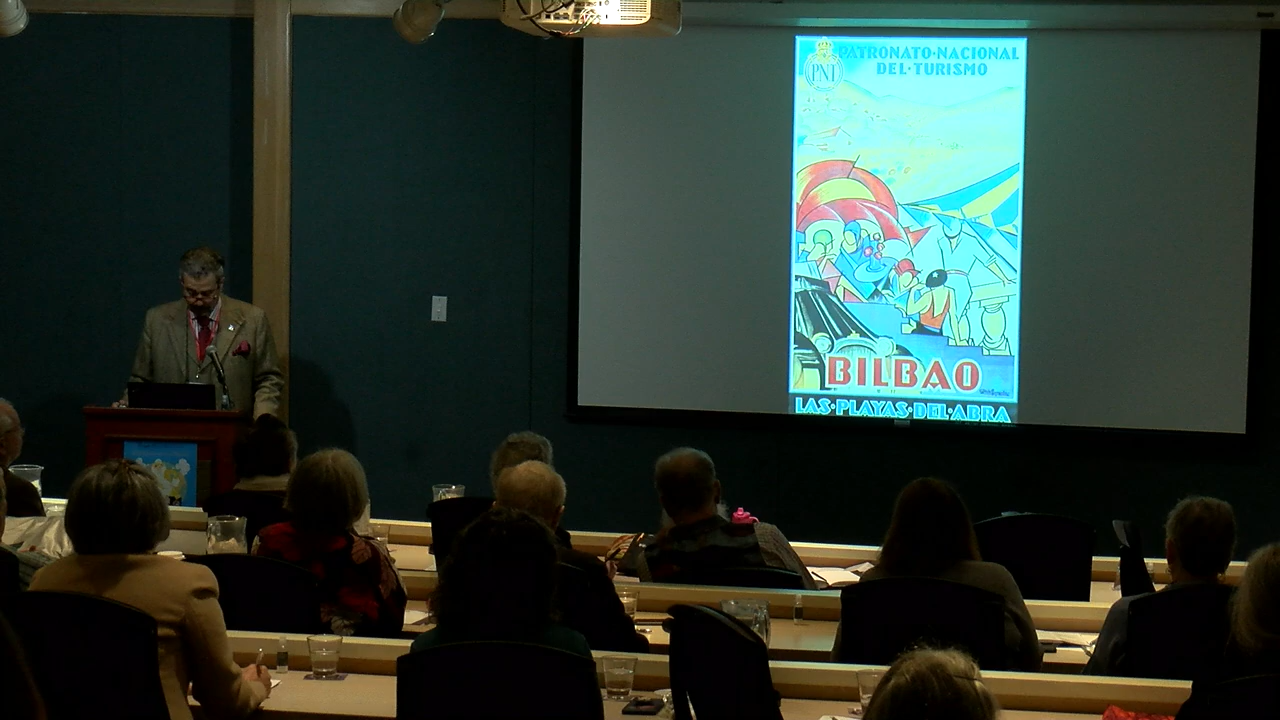 PATRONATO·NACIONAL
DEL·TURISMO
PNT
BILBAO
LAS·PLAYAS·DEL·ABRA